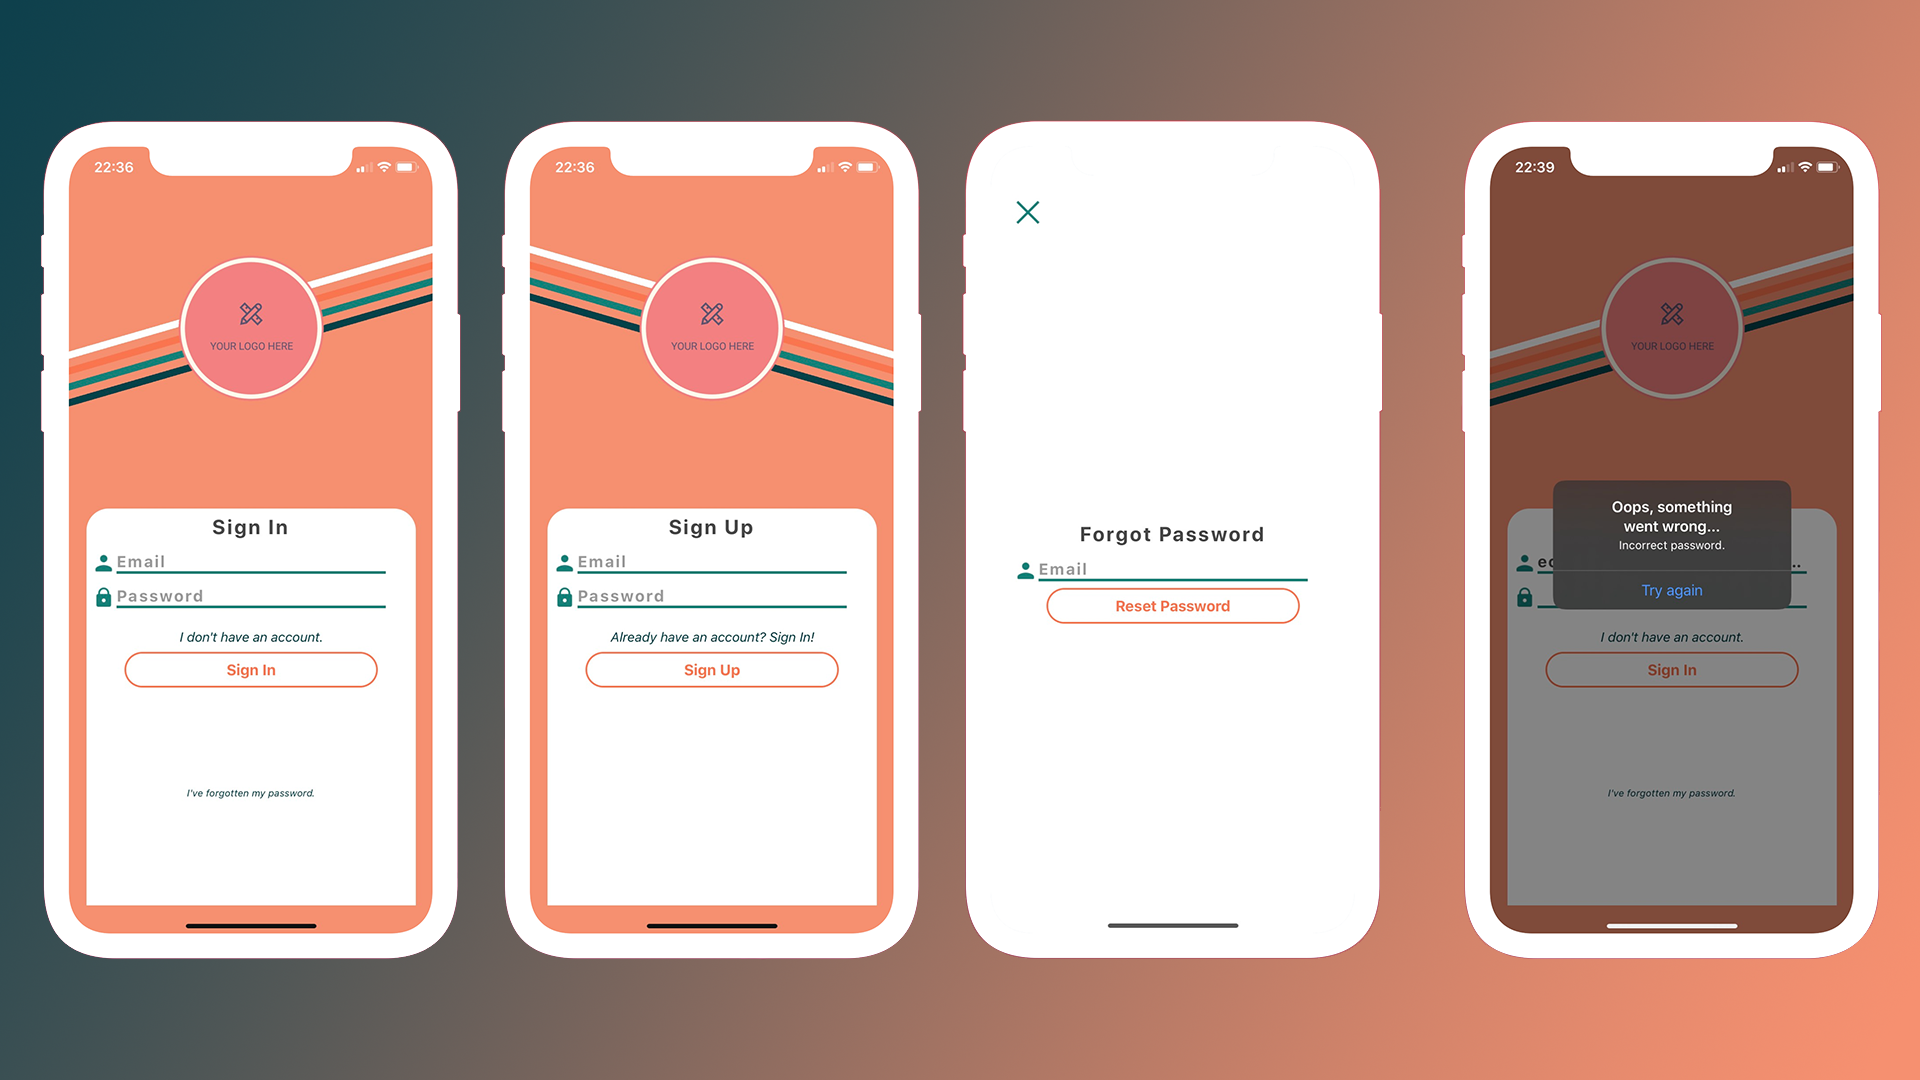 22:36
YOUR LOGO HERE
Sign In
Email
Password
I don't have an account.
Sign In
I've forgotten my password.
22:36
YOUR LOGO HERE
Sign Up
Email
Password
Already have an account? Sign In!
Sign Up
Forgot Password
Email
Reset Password
22:39
YOUR LOGO HERE
Oops, something
went wrong...
Incorrect password.
Try again
I don't have an account.
Sign In
I've forgotten my password.